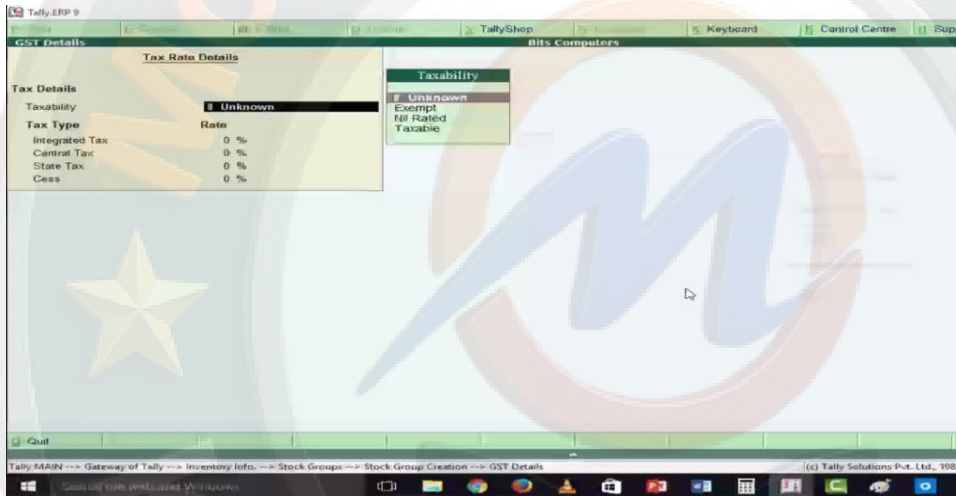 Tally.ERP 9
TallyShop
K: Keyboard
K: Control Centre
GST Details
Bits Computers
Tax Rate Details
Tax Details
Taxability
Unknown
Tax Type Rate
Integrated Tax 0 %
Central Tax 0 %
State Tax 0 %
Cess 0 %
Taxability
Unknown
Exempt
Nil Rated
Taxable
Q: Quit
Tally MAIN --> Gateway of Tally --> Inventory Info. --> Stock Groups --> Stock Group Creation --> GST Details
(c) Tally Solutions Pvt. Ltd., 198